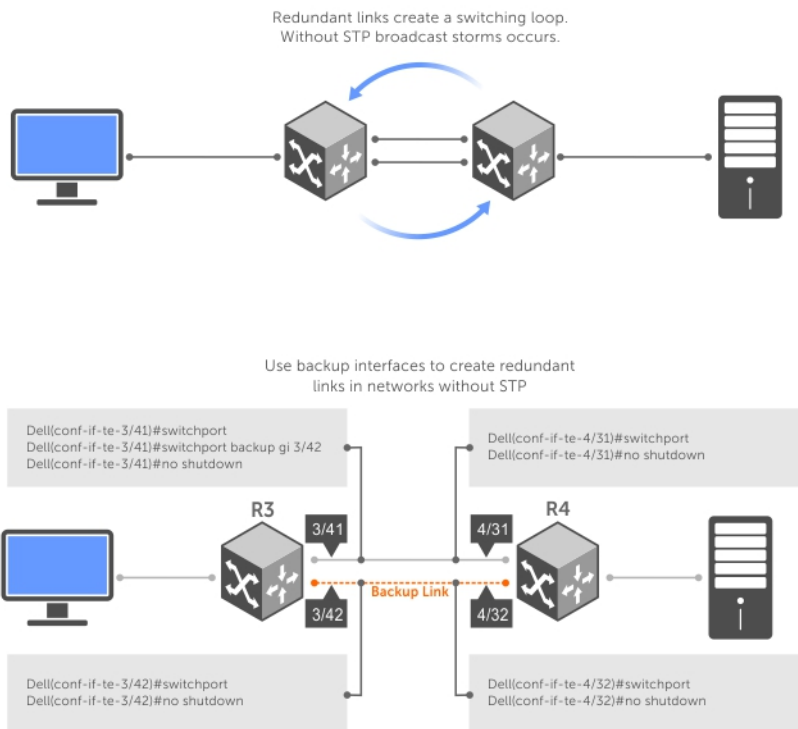 Redundant links create a switching loop.
Without STP broadcast storms occurs.
Use backup interfaces to create redundant
links in networks without STP
Dell(conf-if-te-3/41)#switchport
Dell(conf-if-te-3/41)#switchport backup gi 3/42
Dell(conf-if-te-3/41)#no shutdown
Dell(conf-if-te-4/31)#switchport
Dell(conf-if-te-4/31)#no shutdown
R3
R4
3/41
4/31
Backup Link
3/42
4/32
Dell(conf-if-te-3/42)#switchport
Dell(conf-if-te-3/42)#no shutdown
Dell(conf-if-te-4/32)#switchport
Dell(conf-if-te-4/32)#no shutdown